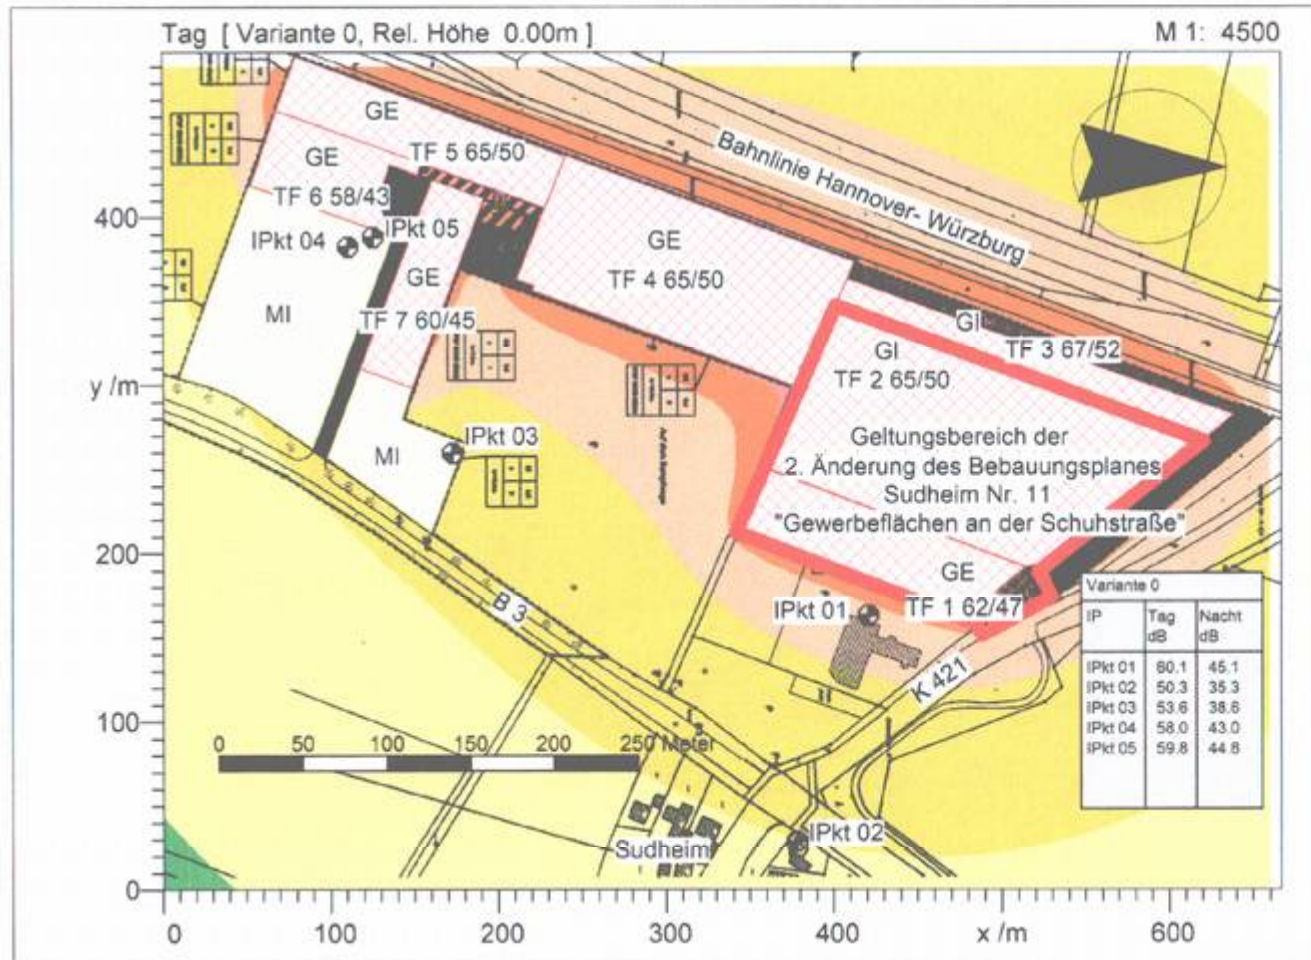 Tag [ Variante 0, Rel. Höhe 0.00m ]
M 1: 4500
GE
TF 5 65/50
GE
TF 6 58/43
IPkt 04
IPkt 05
GE
TF 7 60/45
MI
MI
IPkt 03
GE
TF 4 65/50
Bahnlinie Hannover- Würzburg
GI
TF 3 67/52
GI
TF 2 65/50
Geltungsbereich der
2. Änderung des Bebauungsplanes
Sudheim Nr. 11
"Gewerbeflächen an der Schuhstraße"
GE
TF 1 62/47
IPkt 01
B 3
K 421
IPkt 02
Sudheim
0 50 100 150 200 250 Meter
y /m
400
200
100
0
0 100 200 300 400 x /m 600
Variante 0
IP Tag dB Nacht dB
IPkt 01 60.1 45.1
IPkt 02 50.3 35.3
IPkt 03 53.6 38.6
IPkt 04 58.0 43.0
IPkt 05 59.8 44.8